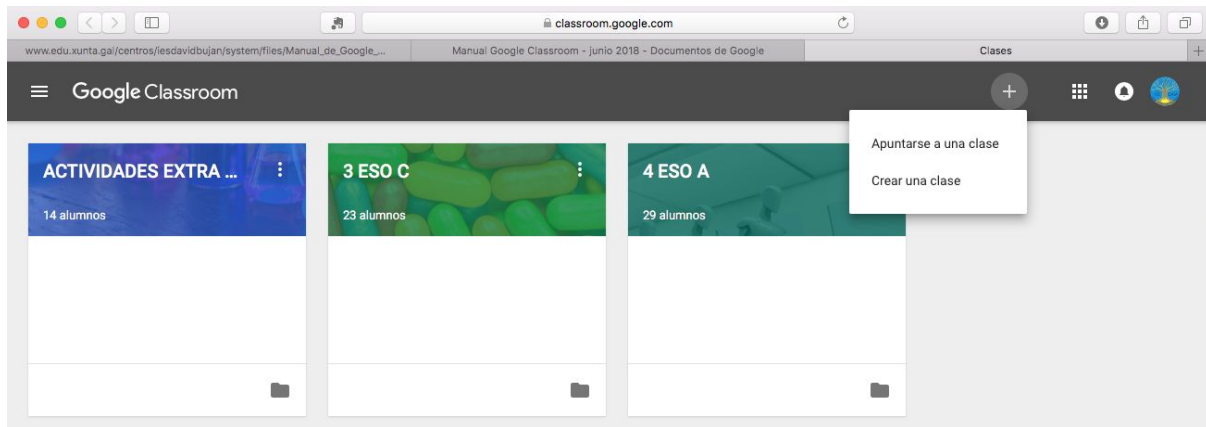 classroom.google.com
www.edu.xunta.gal/centros/iesdavidbujan/system/files/Manual_de_Google_...
Manual Google Classroom - junio 2018 - Documentos de Google
Clases
Google Classroom
Apuntarse a una clase
Crear una clase
ACTIVIDADES EXTRA ...
14 alumnos
3 ESO C
23 alumnos
4 ESO A
29 alumnos